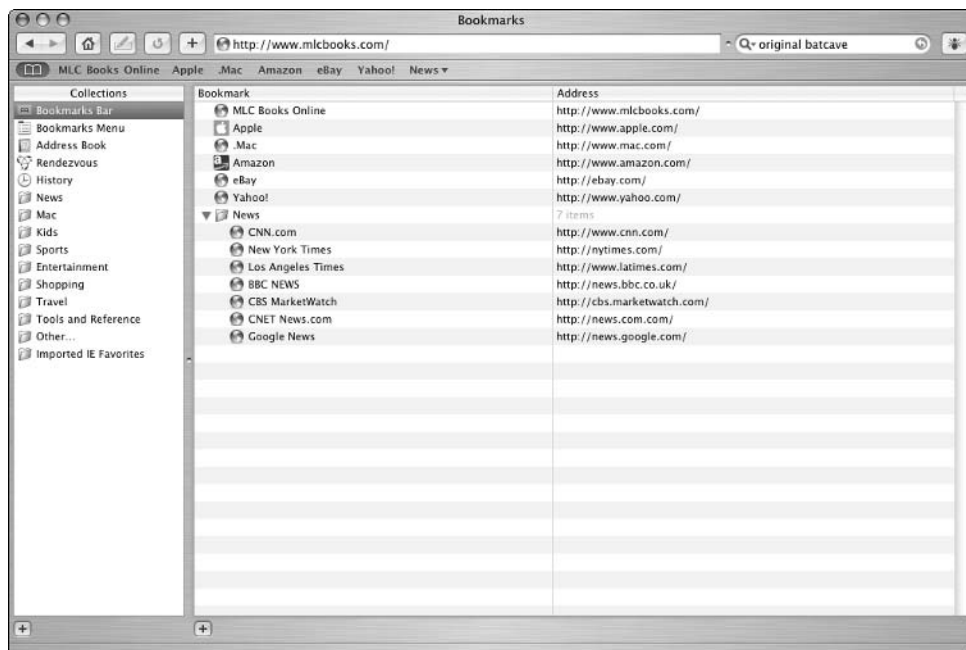 Bookmarks
http://www.mlcbooks.com/ original batcave
MLC Books Online Apple .Mac Amazon eBay Yahoo! News
Collections
Bookmarks Bar
Bookmarks Menu
Address Book
Rendezvous
History
News
Mac
Kids
Sports
Entertainment
Shopping
Travel
Tools and Reference
Other...
Imported IE Favorites
Bookmark Address
MLC Books Online http://www.mlcbooks.com/
Apple http://www.apple.com/
.Mac http://www.mac.com/
Amazon http://www.amazon.com/
eBay http://ebay.com/
Yahoo! http://www.yahoo.com/
News 7 items
CNN.com http://www.cnn.com/
New York Times http://nytimes.com/
Los Angeles Times http://www.latimes.com/
BBC NEWS http://news.bbc.co.uk/
CBS MarketWatch http://cbs.marketwatch.com/
CNET News.com http://news.com.com/
Google News http://news.google.com/